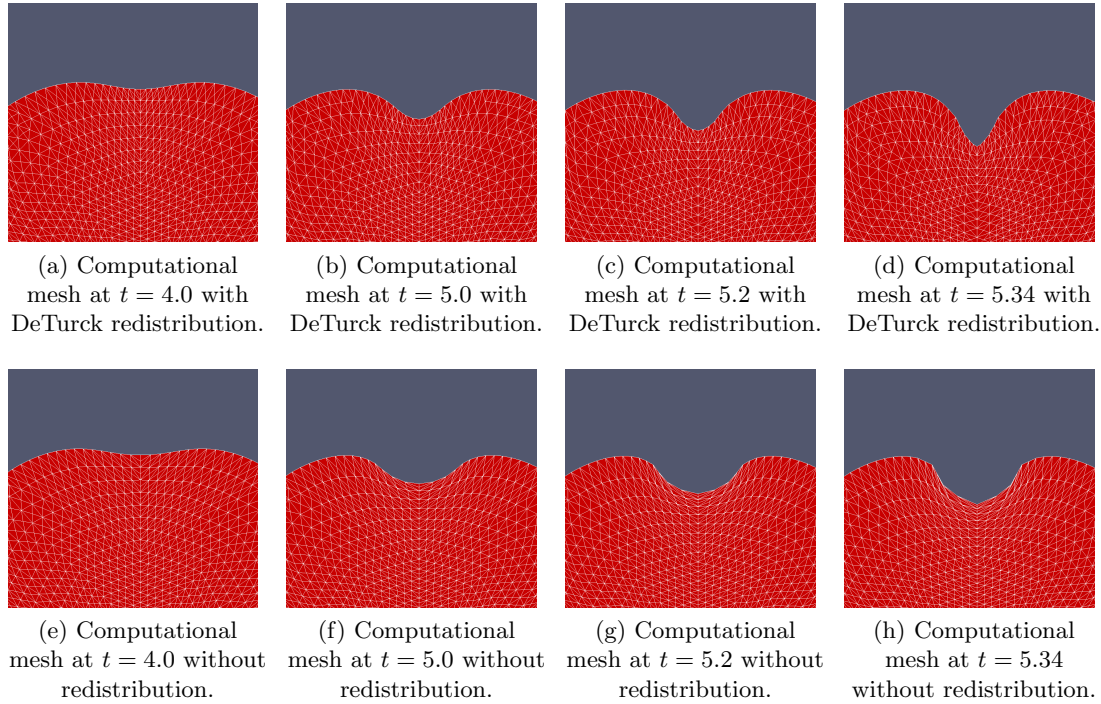 (a) Computational
mesh at t = 4.0 with
DeTurck redistribution.
(b) Computational
mesh at t = 5.0 with
DeTurck redistribution.
(c) Computational
mesh at t = 5.2 with
DeTurck redistribution.
(d) Computational
mesh at t = 5.34 with
DeTurck redistribution.
(e) Computational
mesh at t = 4.0 without
redistribution.
(f) Computational
mesh at t = 5.0 without
redistribution.
(g) Computational
mesh at t = 5.2 without
redistribution.
(h) Computational
mesh at t = 5.34
without redistribution.